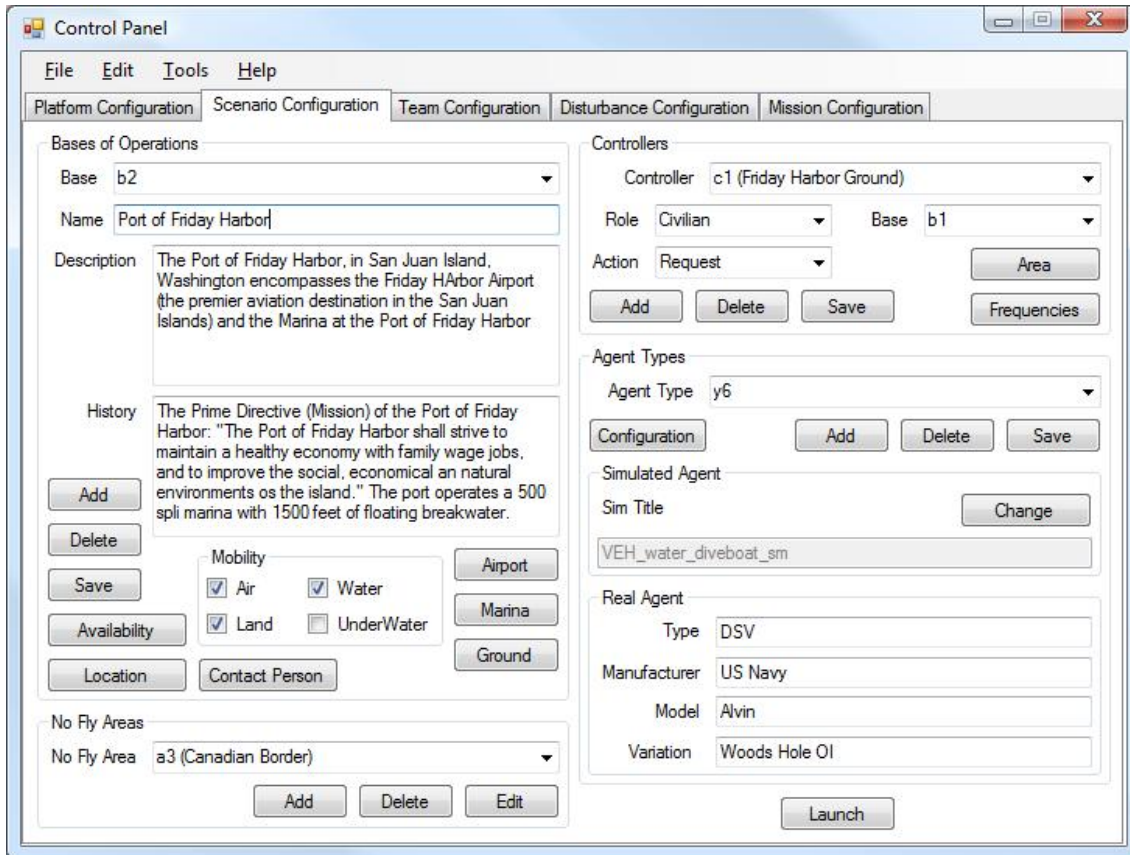 Control Panel
File Edit Tools Help
Platform Configuration Scenario Configuration Team Configuration Disturbance Configuration Mission Configuration
Bases of Operations
Base b2
Name Port of Friday Harbor
Description The Port of Friday Harbor, in San Juan Island,
Washington encompasses the Friday HArbor Airport
(the premier aviation destination in the San Juan
Islands) and the Marina at the Port of Friday Harbor
History The Prime Directive (Mission) of the Port of Friday
Harbor: "The Port of Friday Harbor shall strive to
maintain a healthy economy with family wage jobs,
and to improve the social, economical an natural
environments os the island." The port operates a 500
spli marina with 1500 feet of floating breakwater.
Add
Delete
Save
Availability
Location
Contact Person
Mobility
Air Water
Land UnderWater
Airport
Marina
Ground
No Fly Areas
No Fly Area a3 (Canadian Border)
Add Delete Edit
Controllers
Controller c1 (Friday Harbor Ground)
Role Civilian Base b1
Action Request Area
Add Delete Save Frequencies
Agent Types
Agent Type y6
Configuration Add Delete Save
Simulated Agent
Sim Title Change
VEH_water_diveboat_sm
Real Agent
Type DSV
Manufacturer US Navy
Model Alvin
Variation Woods Hole OI
Launch